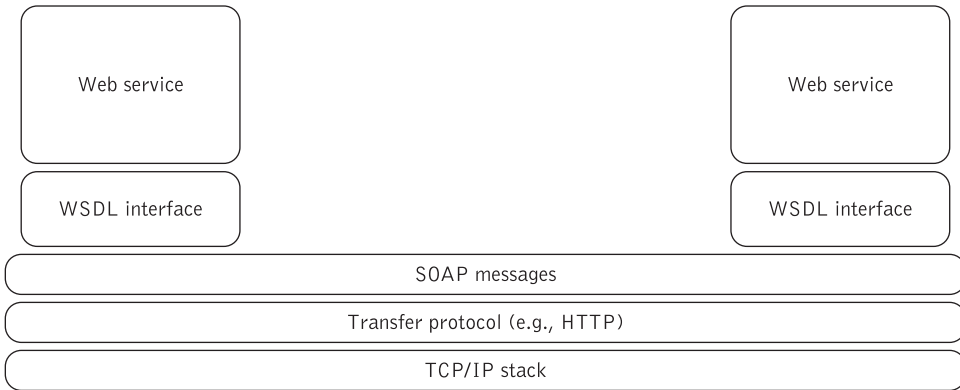 Web service
Web service
WSDL interface
WSDL interface
SOAP messages
Transfer protocol (e.g., HTTP)
TCP/IP stack